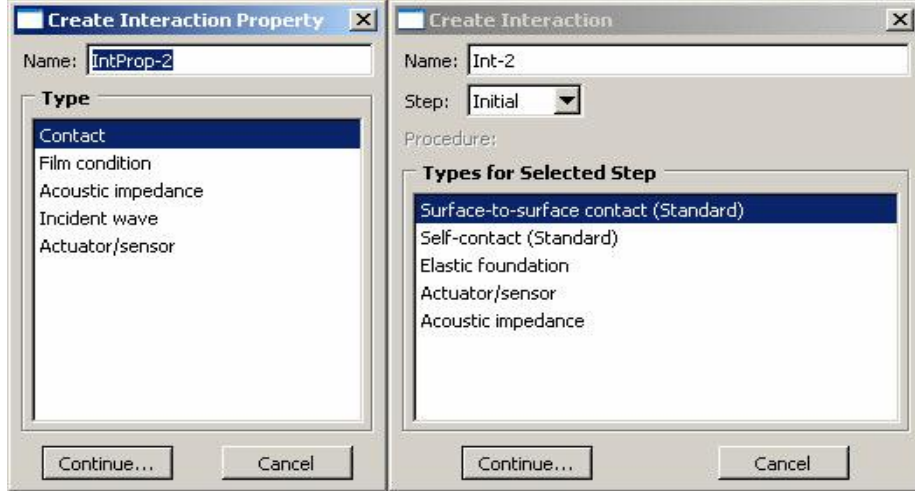 Create Interaction Property
Name: IntProp-2
Type
Contact
Film condition
Acoustic impedance
Incident wave
Actuator/sensor
Continue...
Cancel
Create Interaction
Name: Int-2
Step: Initial
Procedure:
Types for Selected Step
Surface-to-surface contact (Standard)
Self-contact (Standard)
Elastic foundation
Actuator/sensor
Acoustic impedance
Continue...
Cancel